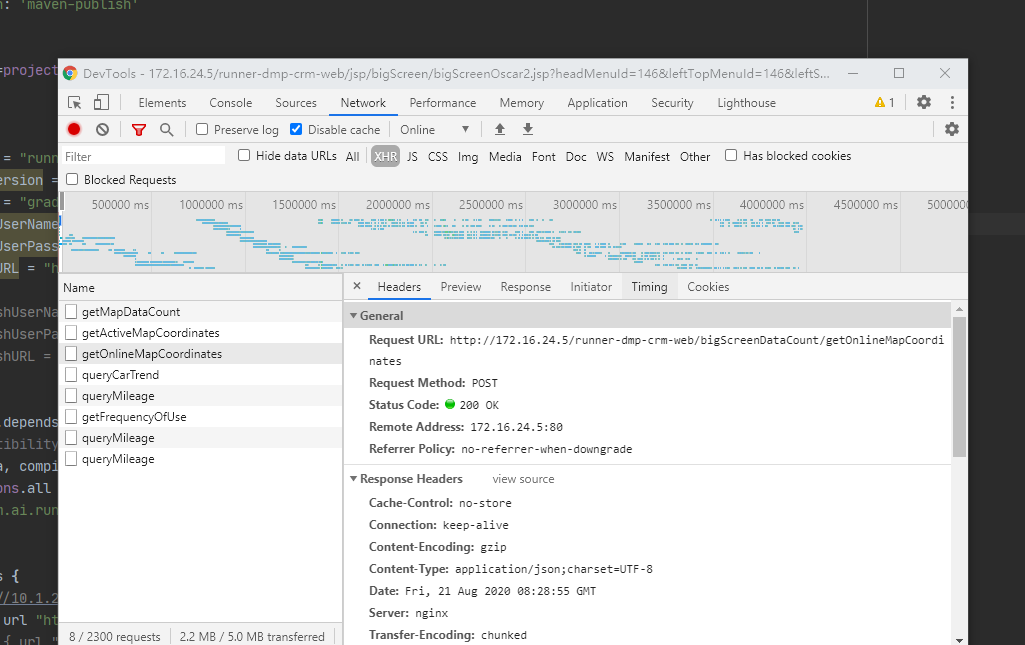 n: 'maven-publish'
=project
DevTools - 172.16.24.5/runner-dmp-crm-web/jsp/bigScreen/bigScreenOscar2.jsp?headMenuId=146&leftTopMenuId=146&leftS...
Elements Console Sources Network Performance Memory Application Security Lighthouse 1
Preserve log Disable cache Online
Filter Hide data URLs All XHR JS CSS Img Media Font Doc WS Manifest Other Has blocked cookies
= "runn
Blocked Requests
ersion =
= "grad
500000 ms 1000000 ms 1500000 ms 2000000 ms 2500000 ms 3000000 ms 3500000 ms 4000000 ms 4500000 ms 500000
UserName
UserPass
URL = "h
Name
× Headers Preview Response Initiator Timing Cookies
shUserNa
shUserPa
shURL =
getMapDataCount
getActiveMapCoordinates
getOnlineMapCoordinates
queryCarTrend
queryMileage
getFrequencyOfUse
queryMileage
queryMileage
General
Request URL: http://172.16.24.5/runner-dmp-crm-web/bigScreenDataCount/getOnlineMapCoordi
nates
Request Method: POST
Status Code: 200 OK
Remote Address: 172.16.24.5:80
Referrer Policy: no-referrer-when-downgrade
Response Headers view source
Cache-Control: no-store
Connection: keep-alive
Content-Encoding: gzip
Content-Type: application/json;charset=UTF-8
Date: Fri, 21 Aug 2020 08:28:55 GMT
Server: nginx
Transfer-Encoding: chunked
.depends
tibility
a, compi
ons.all
n.ai.run
s {
//10.1.2
url "ht
{ url "
8 / 2300 requests 2.2 MB / 5.0 MB transferred